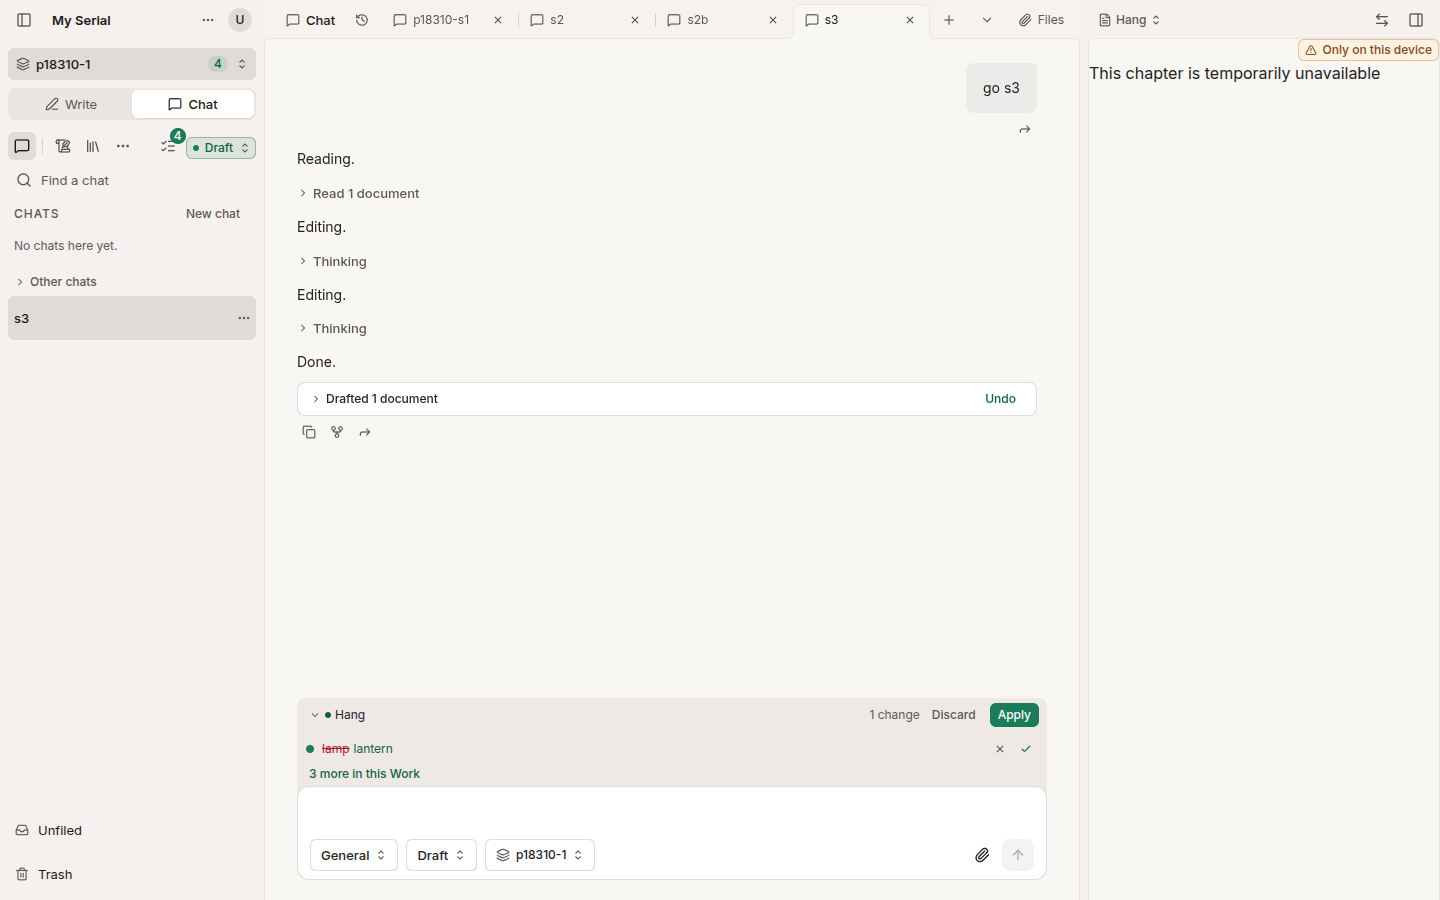 My Serial
U
p18310-1
4
Write
Chat
4
Draft
Find a chat
CHATS
New chat
No chats here yet.
Other chats
s3
Unfiled
Trash
Chat
p18310-s1
s2
s2b
s3
Files
go s3
Reading.
Read 1 document
Editing.
Thinking
Editing.
Thinking
Done.
Drafted 1 document
Undo
Hang
1 change
Discard
Apply
lamp lantern
3 more in this Work
General
Draft
p18310-1
Hang
Only on this device
This chapter is temporarily unavailable